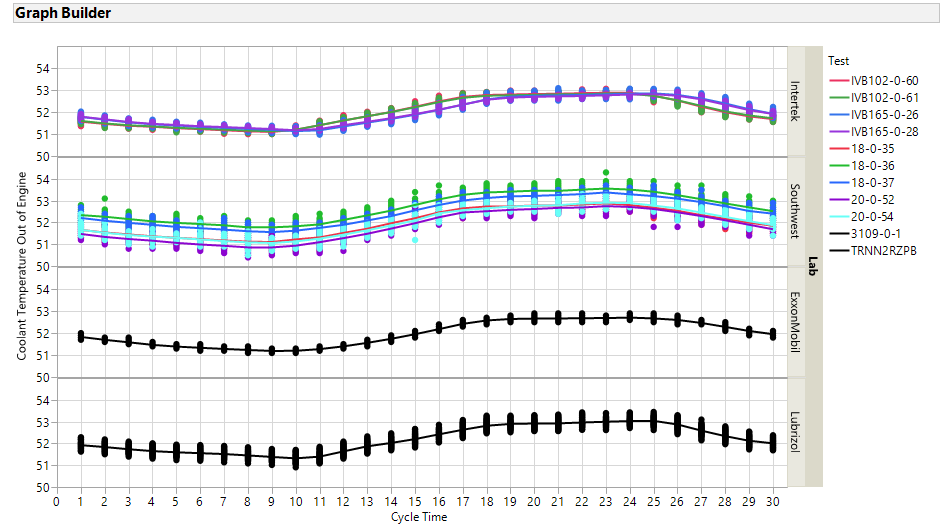 Graph Builder
Test
IVB102-0-60
IVB102-0-61
IVB165-0-26
IVB165-0-28
18-0-35
18-0-36
18-0-37
20-0-52
20-0-54
3109-0-1
TRNN2RZPB
Coolant Temperature Out of Engine
54
53
52
51
50
Intertek
54
53
52
51
50
Southwest
54
53
52
51
50
ExxonMobil
54
53
52
51
50
Lubrizol
Lab
0 1 2 3 4 5 6 7 8 9 10 11 12 13 14 15 16 17 18 19 20 21 22 23 24 25 26 27 28 29 30
Cycle Time